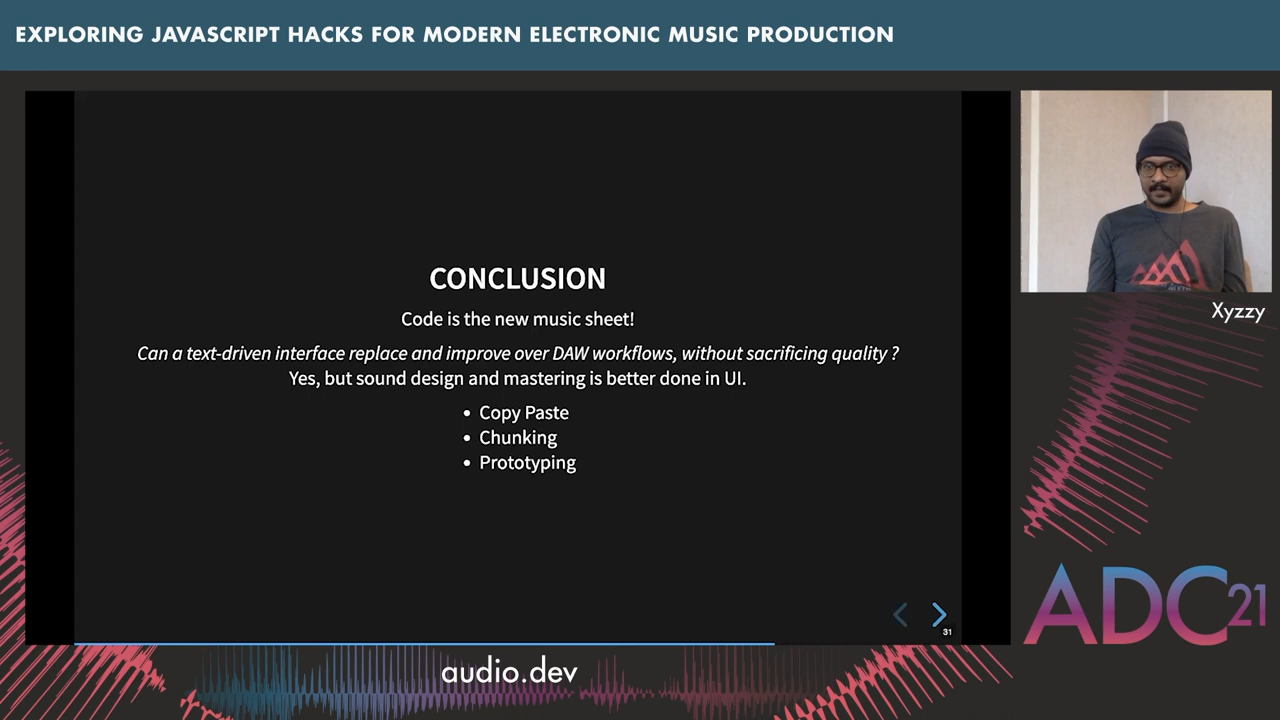 EXPLORING JAVASCRIPT HACKS FOR MODERN ELECTRONIC MUSIC PRODUCTION
CONCLUSION
Code is the new music sheet!
Can a text-driven interface replace and improve over DAW workflows, without sacrificing quality ?
Yes, but sound design and mastering is better done in UI.
• Copy Paste
• Chunking
• Prototyping
31
Xyzzy
ADC21
audio.dev